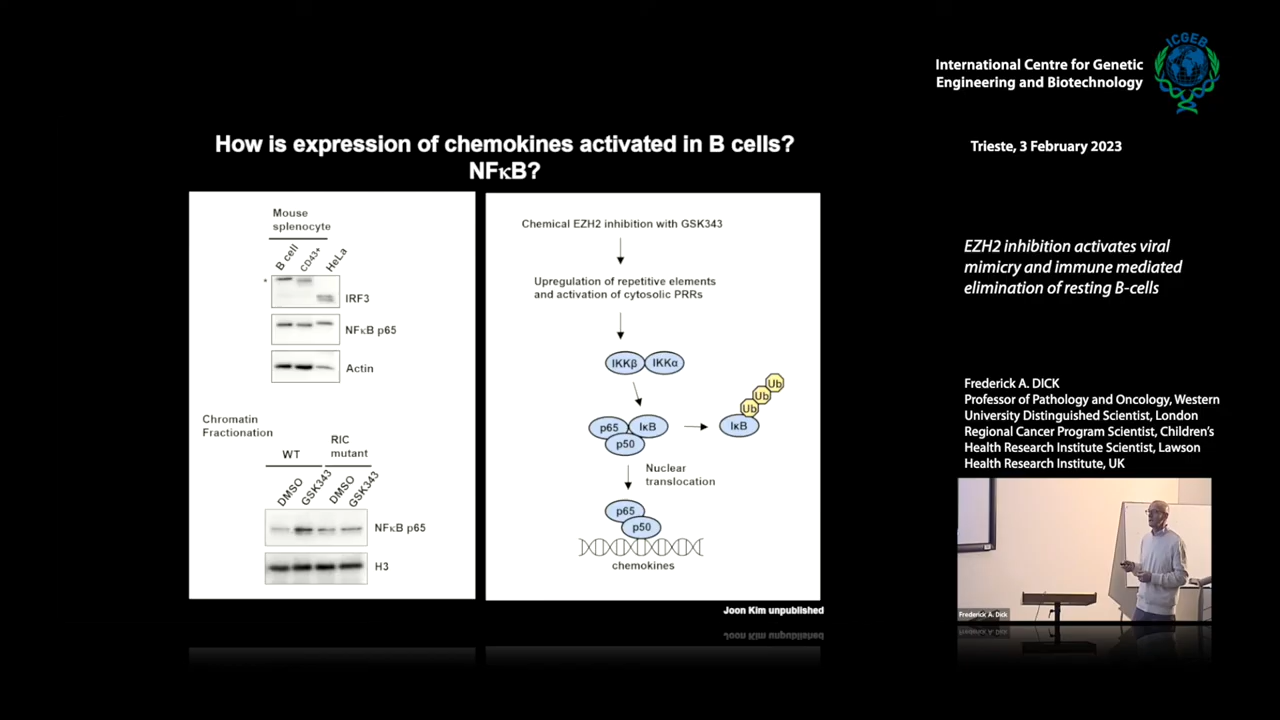 ICGEB
International Centre for Genetic
Engineering and Biotechnology
Trieste, 3 February 2023
How is expression of chemokines activated in B cells?
NFκB?
Mouse
splenocyte
B cell
CD43+
HeLa
*
IRF3
NFκB p65
Actin
Chromatin
Fractionation
WT
RIC
mutant
DMSO
GSK343
DMSO
GSK343
NFκB p65
H3
Chemical EZH2 inhibition with GSK343
Upregulation of repetitive elements
and activation of cytosolic PRRs
IKKβ
IKKα
p65
IκB
p50
IκB
Ub
Ub
Ub
Nuclear
translocation
p65
p50
chemokines
Joon Kim unpublished
EZH2 inhibition activates viral
mimicry and immune mediated
elimination of resting B-cells
Frederick A. DICK
Professor of Pathology and Oncology, Western
University Distinguished Scientist, London
Regional Cancer Program Scientist, Children's
Health Research Institute Scientist, Lawson
Health Research Institute, UK
Frederick A. Dick